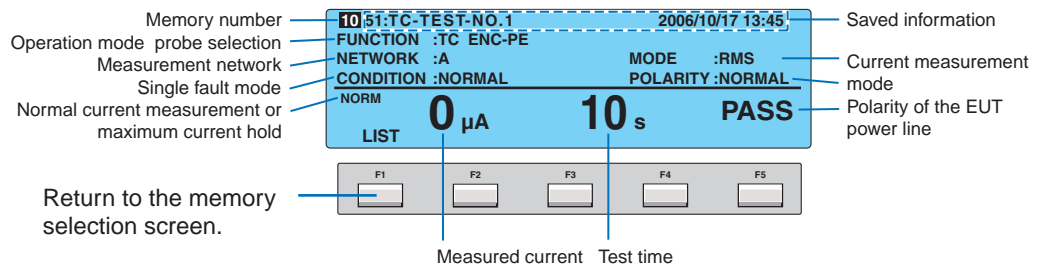 Memory number
Operation mode probe selection
Measurement network
Single fault mode
Normal current measurement or
maximum current hold
10 51:TC-TEST-NO.1 2006/10/17 13:45
FUNCTION :TC ENC-PE
NETWORK :A MODE :RMS
CONDITION :NORMAL POLARITY :NORMAL
NORM
0 µA 10 s PASS
LIST
Saved information
Current measurement
mode
Polarity of the EUT
power line
F1 F2 F3 F4 F5
Return to the memory
selection screen.
Measured current Test time